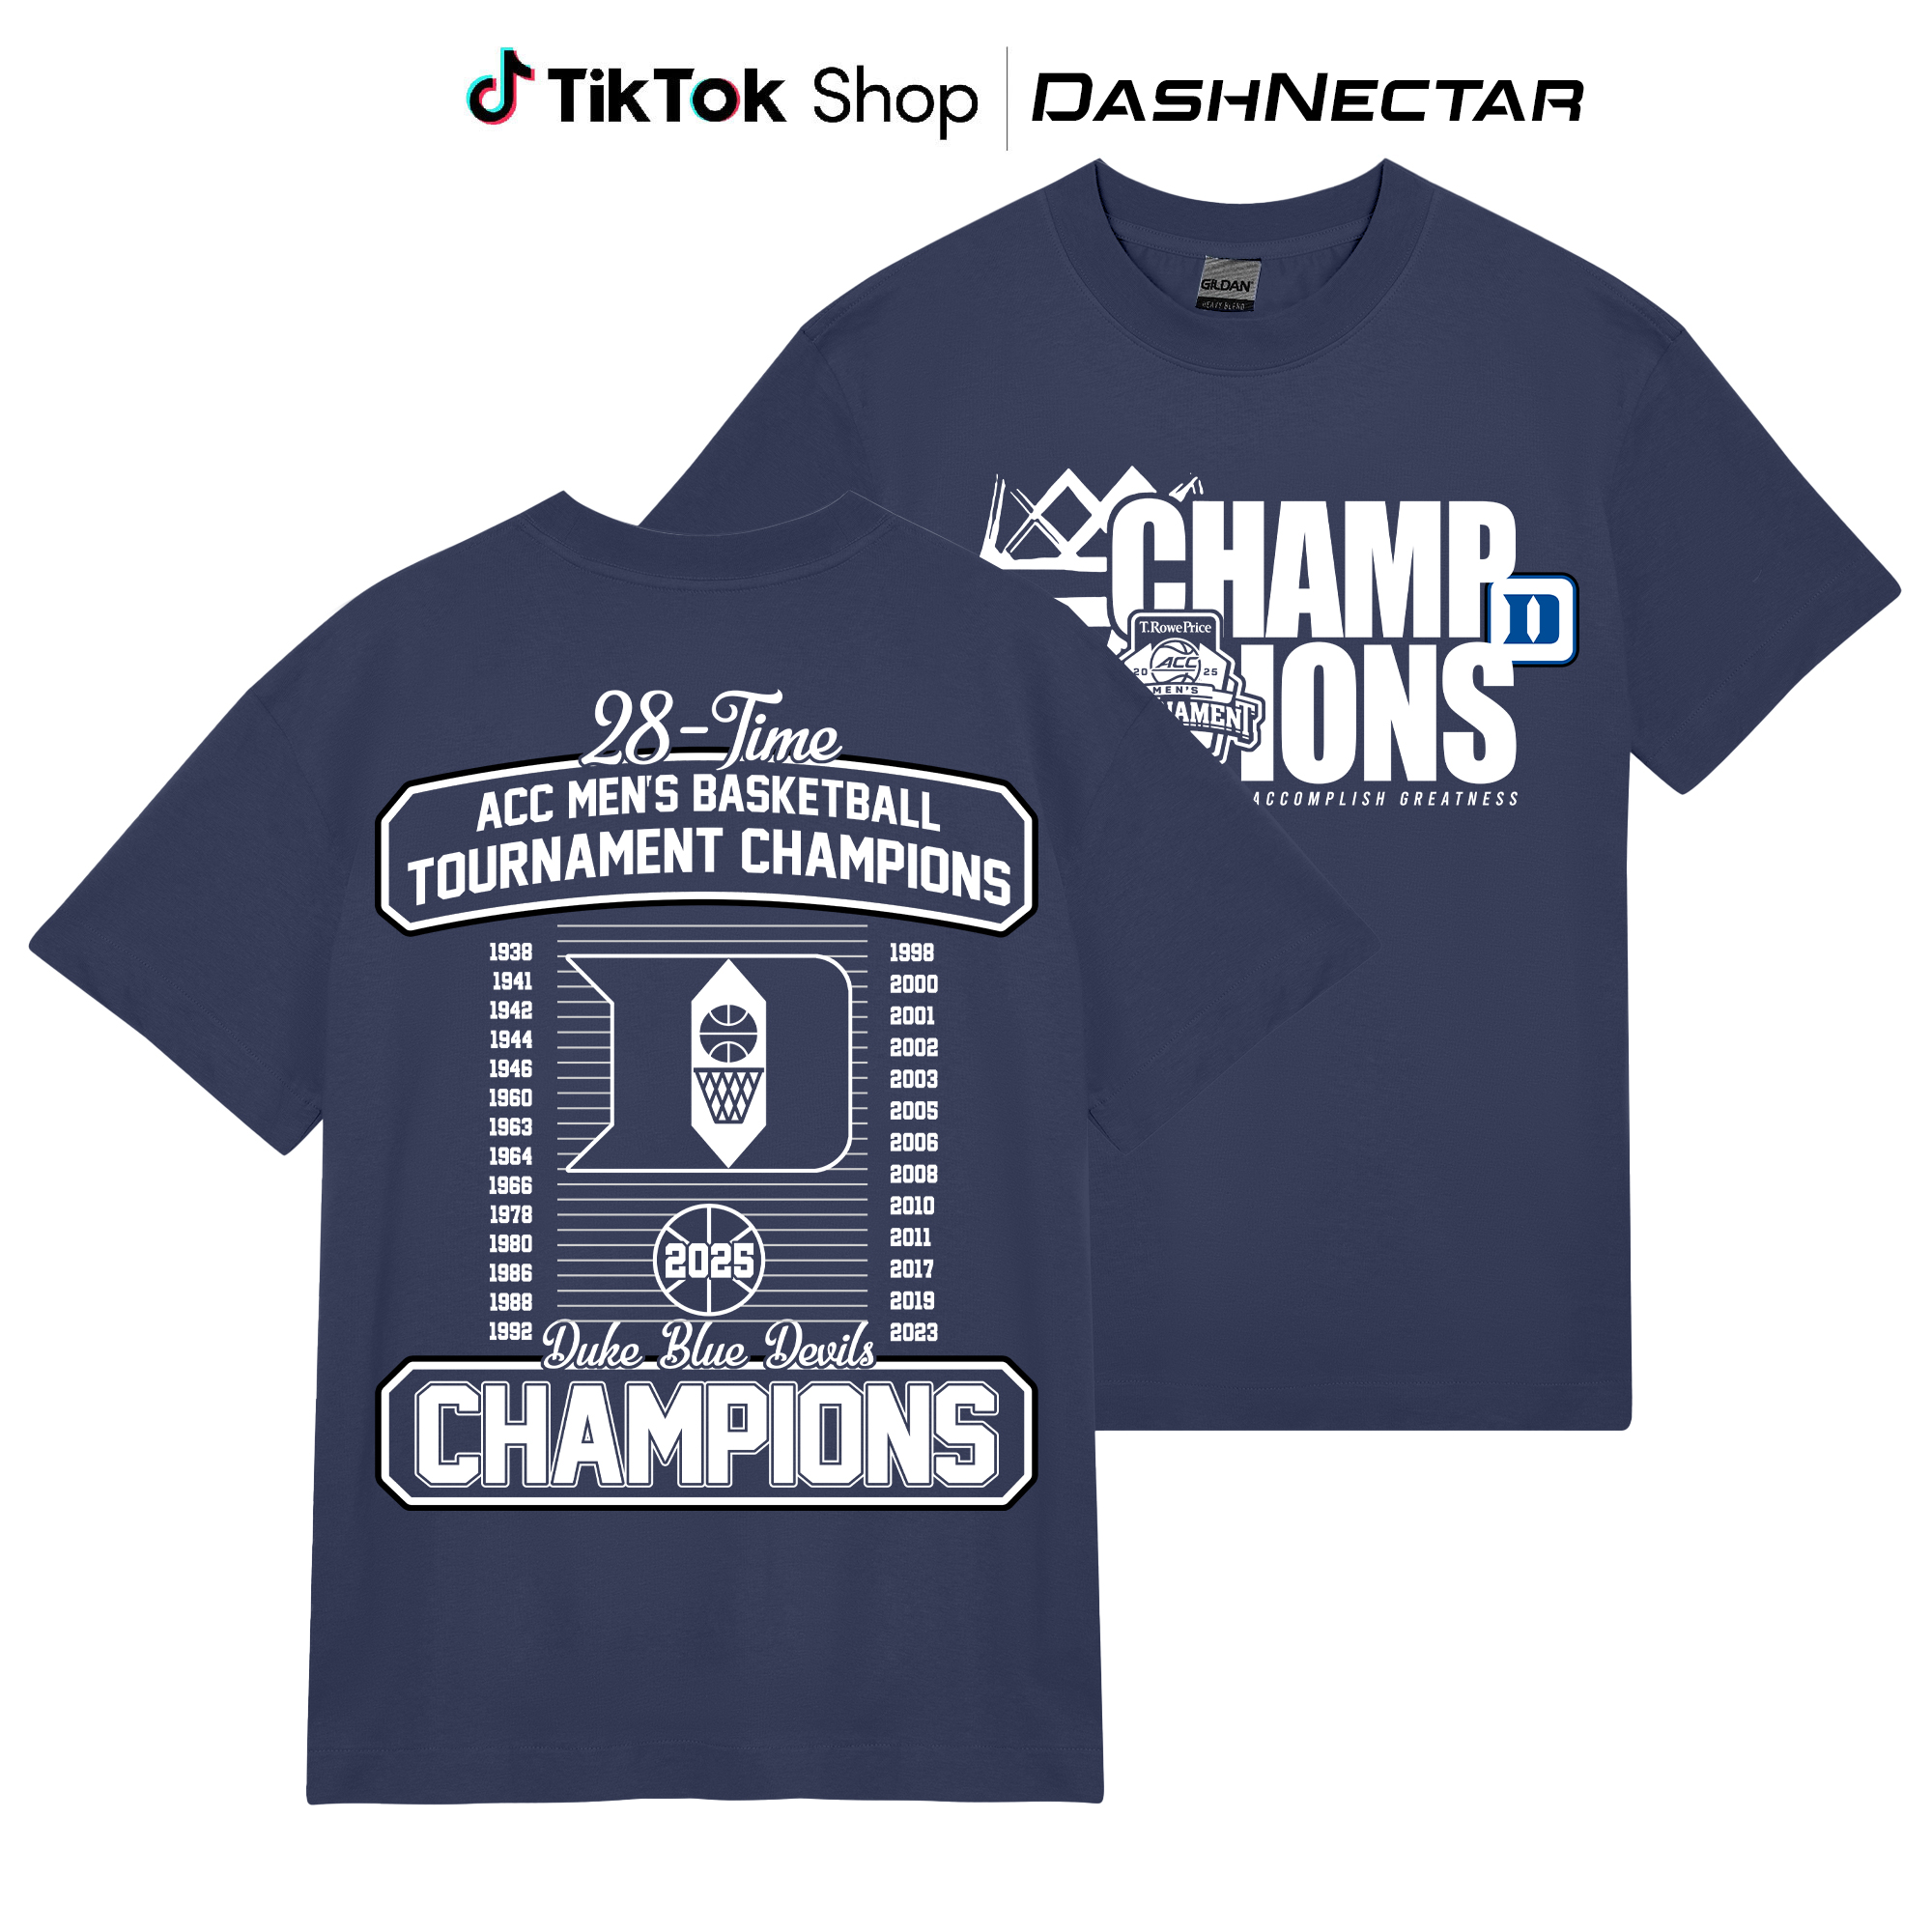 TikTok Shop | DASHNECTAR
GILDAN
HEAVY BLEND
CHAMP
IONS
D
T.RowePrice
ACC
20 25
MEN'S
ACCOMPLISH GREATNESS
28-Time
ACC MEN'S BASKETBALL
TOURNAMENT CHAMPIONS
1938
1941
1942
1944
1946
1960
1963
1964
1966
1978
1980
1986
1988
1992
D
2025
1998
2000
2001
2002
2003
2005
2006
2008
2010
2011
2017
2019
2023
Duke Blue Devils
CHAMPIONS